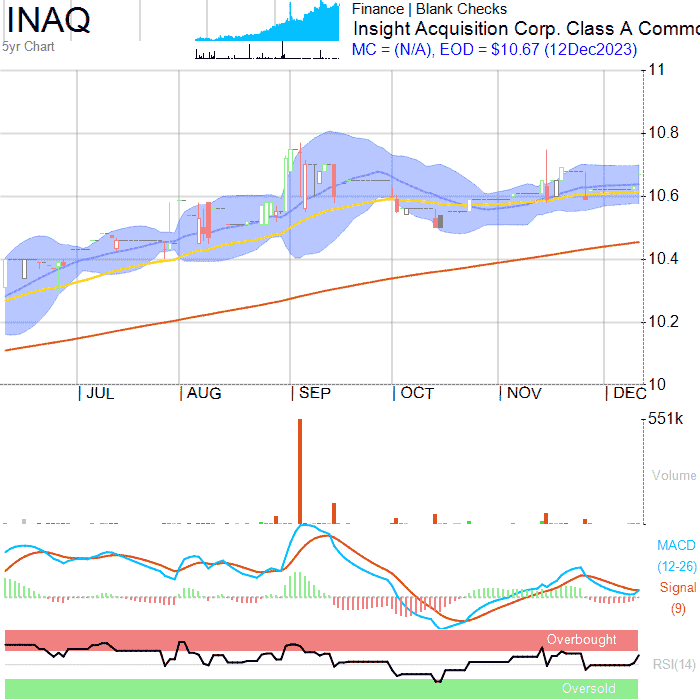 INAQ
5yr Chart
Finance | Blank Checks
Insight Acquisition Corp. Class A Commo
MC = (N/A), EOD = $10.67 (12Dec2023)
11
10.8
10.6
10.4
10.2
10
| JUL | AUG | SEP | OCT | NOV | DEC
551k
Volume
MACD
(12-26)
Signal
(9)
Overbought
RSI(14)
Oversold